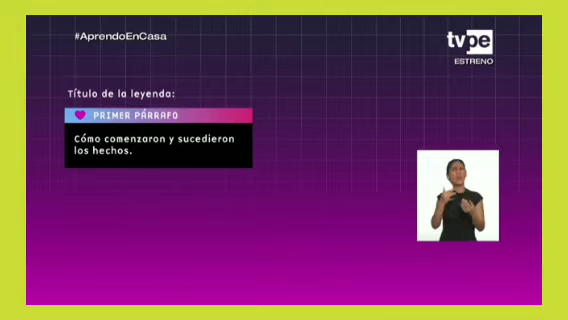 #AprendoEnCasa
tvpe
ESTRENO
Título de la leyenda:
PRIMER PÁRRAFO
Cómo comenzaron y sucedieron
los hechos.